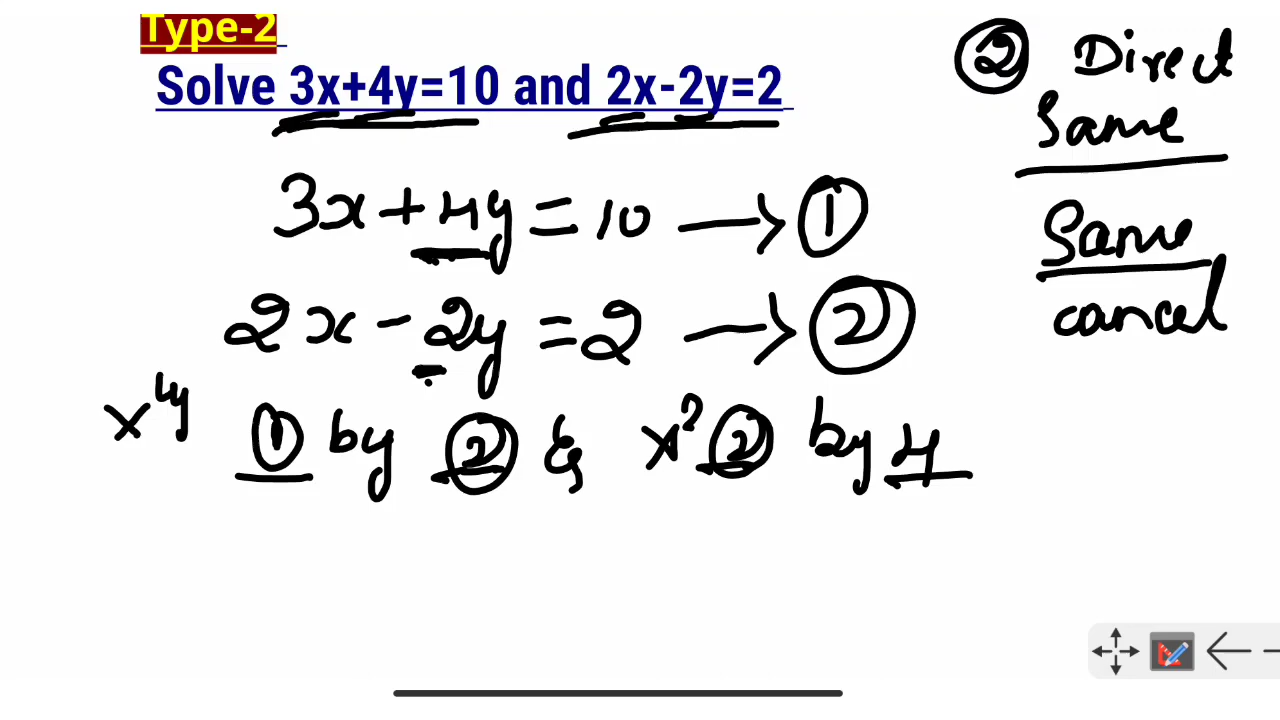 Type-2
Solve 3x+4y=10 and 2x-2y=2
② Direct
Same
Same
cancel
3x+4y=10 → ①
2x-2y=2 → ②
xly ① by ② & x² ② by 4